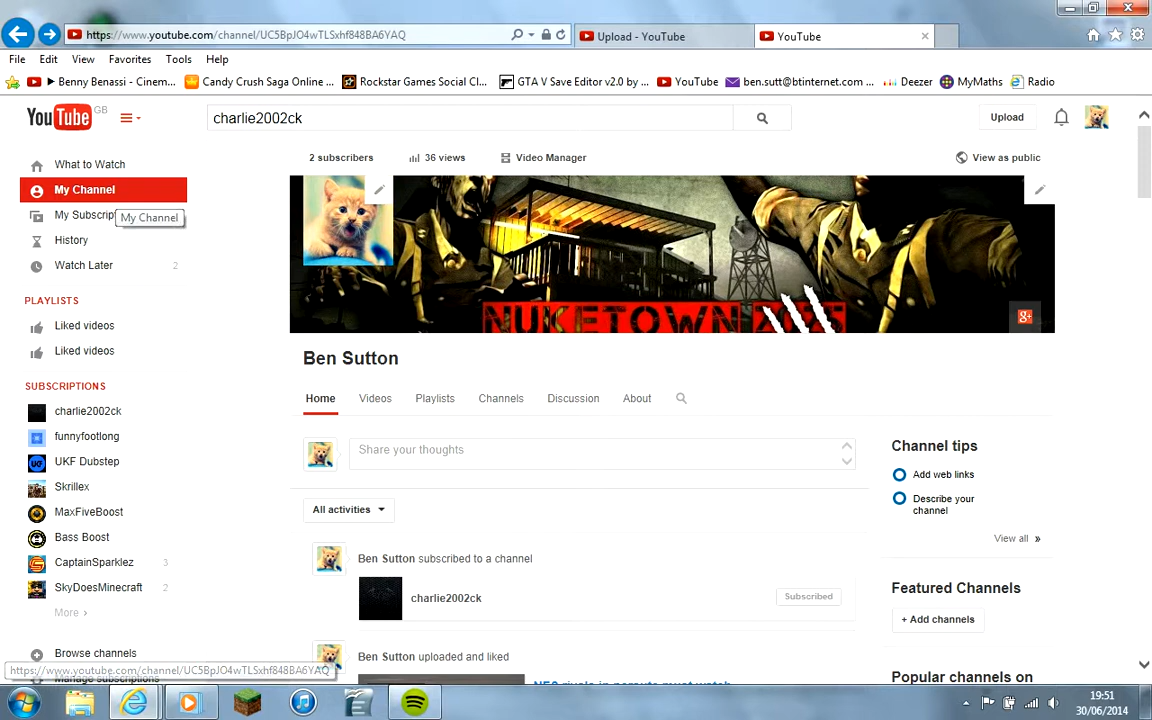 https://www.youtube.com/channel/UC5BpJO4wTLSxhf848BA6YAQ
Upload - YouTube
YouTube
File Edit View Favorites Tools Help
Benny Benassi - Cinem...
Candy Crush Saga Online ...
Rockstar Games Social Cl...
GTA V Save Editor v2.0 by ...
YouTube
ben.sutt@btinternet.com ...
Deezer
MyMaths
Radio
YouTube GB
charlie2002ck
Upload
2 subscribers
36 views
Video Manager
View as public
What to Watch
My Channel
My Subscrip
My Channel
History
Watch Later 2
PLAYLISTS
Liked videos
Liked videos
SUBSCRIPTIONS
charlie2002ck
funnyfootlong
UKF Dubstep
Skrillex
MaxFiveBoost
Bass Boost
CaptainSparklez 3
SkyDoesMinecraft 2
More ›
Browse channels
Manage subscriptions
https://www.youtube.com/channel/UC5BpJO4wTLSxhf848BA6YAQ
NUKETOWN 2025
g+
Ben Sutton
Home Videos Playlists Channels Discussion About
Share your thoughts
All activities
Ben Sutton subscribed to a channel
charlie2002ck
Subscribed
Ben Sutton uploaded and liked
Channel tips
Add web links
Describe your
channel
View all »
Featured Channels
+ Add channels
Popular channels on
19:51
30/06/2014